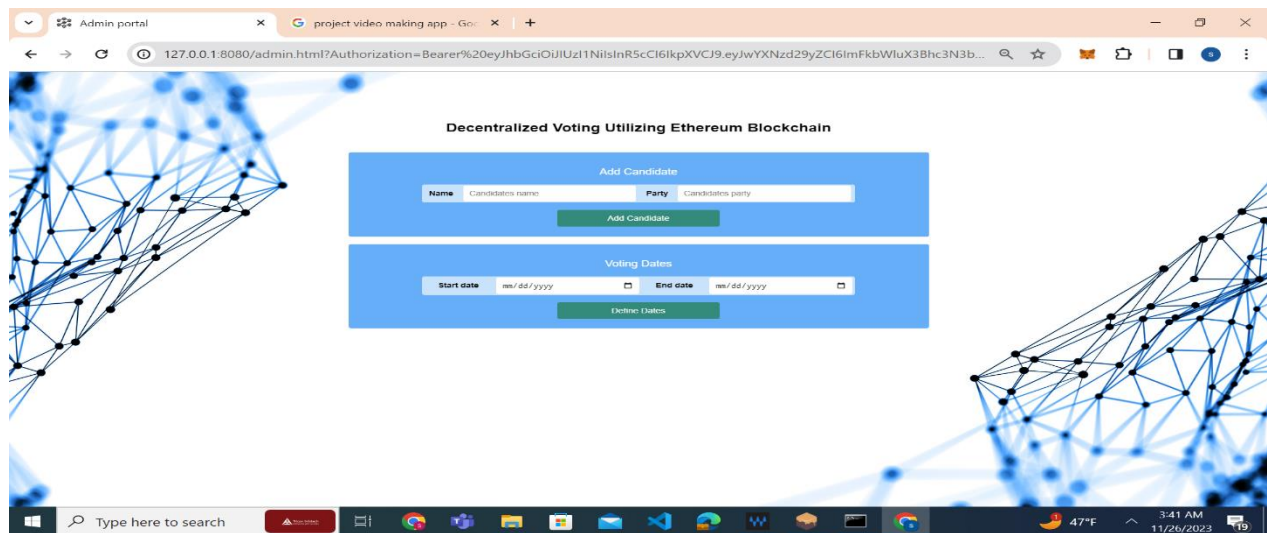 Admin portal
project video making app - Goo
127.0.0.1:8080/admin.html?Authorization=Bearer%20eyJhbGciOiJIUzI1NiIsInR5cCI6IkpXVCJ9.eyJwYXNzd29yZCI6ImFkbWluX3Bhc3N3b...
Decentralized Voting Utilizing Ethereum Blockchain
Add Candidate
Name Candidates name Party Candidates party
Add Candidate
Voting Dates
Start date mm/dd/yyyy End date mm/dd/yyyy
Define Dates
Type here to search
47°F
3:41 AM
11/26/2023
19